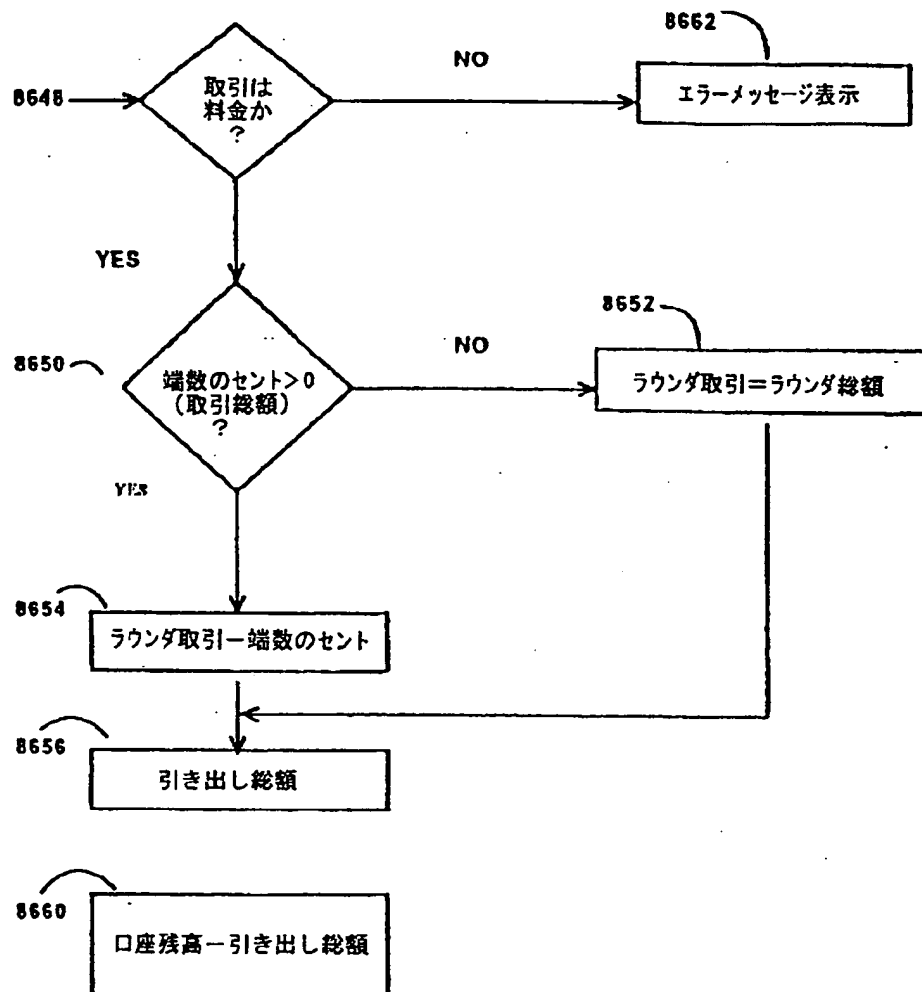 8662
NO
8648
取引は
料金か
?
エラーメッセージ表示
YES
8652
8650
NO
端数のセント>0
(取引総額)
?
ラウンダ取引=ラウンダ総額
YES
8654
ラウンダ取引ー端数のセント
8656
引き出し総額
8660
口座残高ー引き出し総額